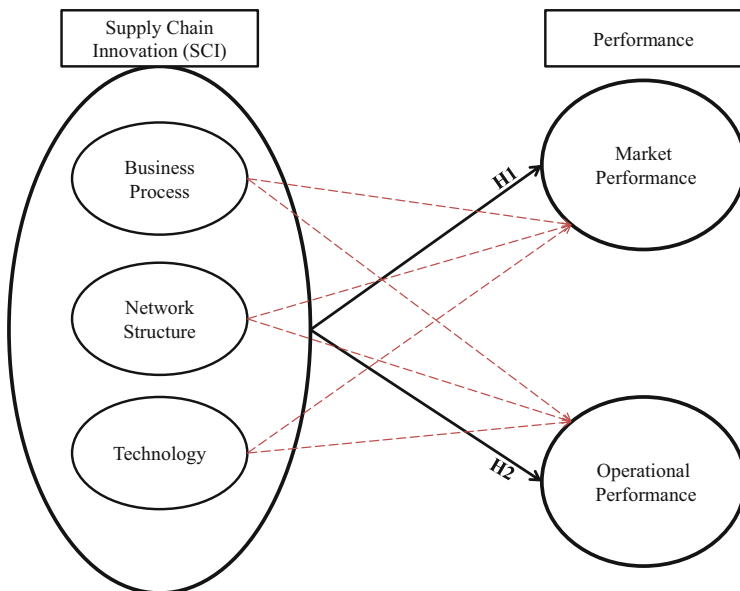 Supply Chain
Innovation (SCI)
Performance
Business
Process
Market
Performance
H1
Network
Structure
Technology
H2
Operational
Performance